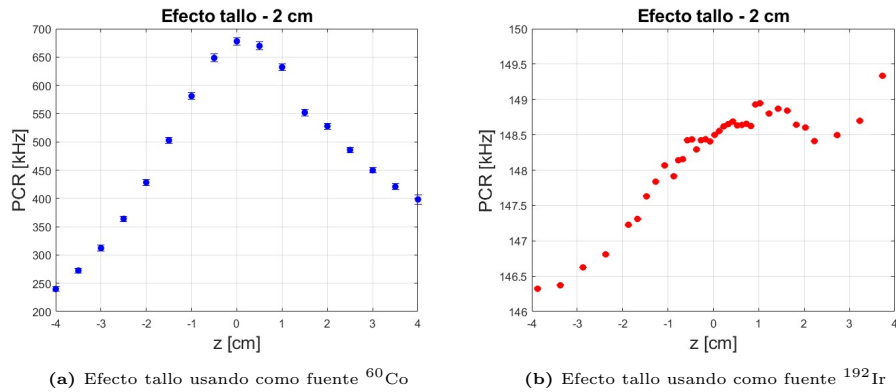 Efecto tallo - 2 cm
700
650
600
550
500
450
400
350
300
250
200
PCR [kHz]
-4 -3 -2 -1 0 1 2 3 4
z [cm]
(a) Efecto tallo usando como fuente ⁶⁰Co
Efecto tallo - 2 cm
150
149.5
149
148.5
148
147.5
147
146.5
146
PCR [kHz]
-4 -3 -2 -1 0 1 2 3 4
z [cm]
(b) Efecto tallo usando como fuente ¹⁹²Ir